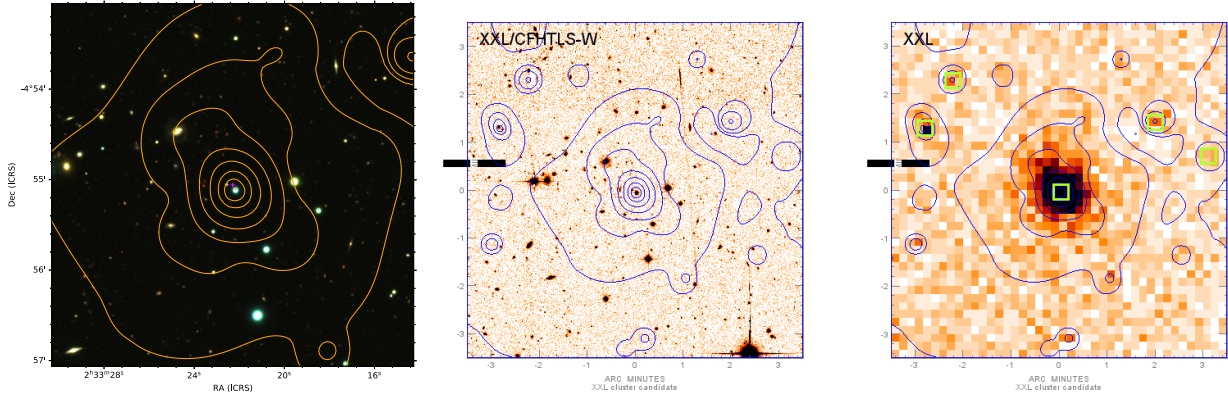 -4°54'
55'
56'
57'
Dec (ICRS)
2ʰ33ᵐ28ˢ 24ˢ 20ˢ 16ˢ
RA (ICRS)
XXL/CFHTLS-W
3
2
1
0
-1
-2
-3
-3 -2 -1 0 1 2 3
ARC MINUTES
XXL cluster candidate
XXL
3
2
1
0
-1
-2
-3
-3 -2 -1 0 1 2 3
ARC MINUTES
XXL cluster candidate